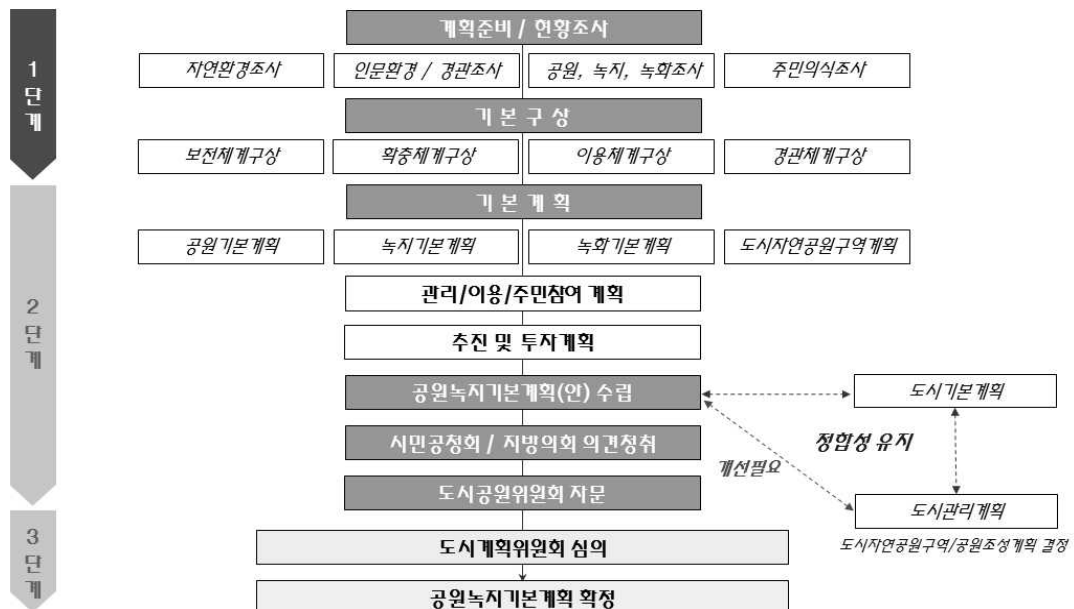 계획준비 / 현황조사
1
단
계
자연환경조사
인문환경 / 경관조사
공원, 녹지, 녹화조사
주민의식조사
기 본 구 상
보전체계구상
확충체계구상
이용체계구상
경관체계구상
기 본 계 획
공원기본계획
녹지기본계획
녹화기본계획
도시자연공원구역계획
2
단
계
관리/이용/주민참여 계획
추진 및 투자계획
공원녹지기본계획(안) 수립
도시기본계획
시민공청회 / 지방의회 의견청취
정합성 유지
개선필요
도시공원위원회 자문
도시관리계획
도시자연공원구역/공원조성계획 결정
3
단
계
도시계획위원회 심의
공원녹지기본계획 확정